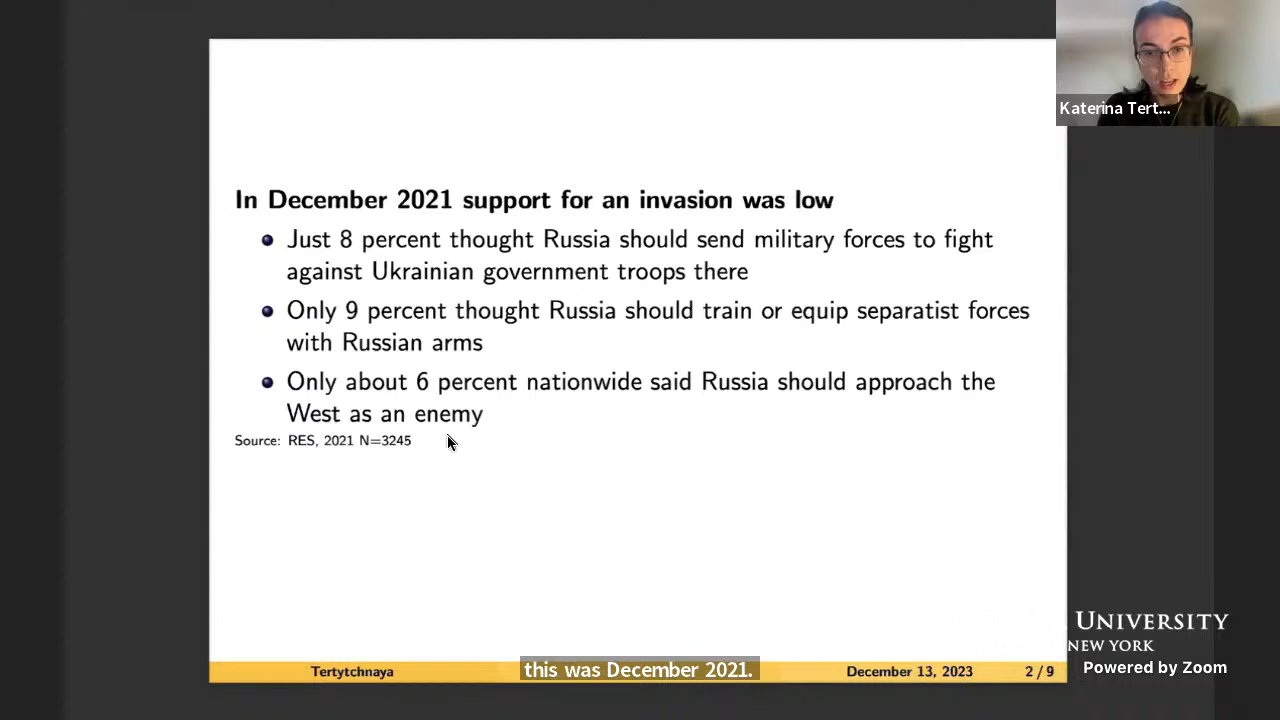 Katerina Tert...
In December 2021 support for an invasion was low
Just 8 percent thought Russia should send military forces to fight
against Ukrainian government troops there
Only 9 percent thought Russia should train or equip separatist forces
with Russian arms
Only about 6 percent nationwide said Russia should approach the
West as an enemy
Source: RES, 2021 N=3245
UNIVERSITY
NEW YORK
Powered by Zoom
Tertytchnaya
this was December 2021.
December 13, 2023
2 / 9